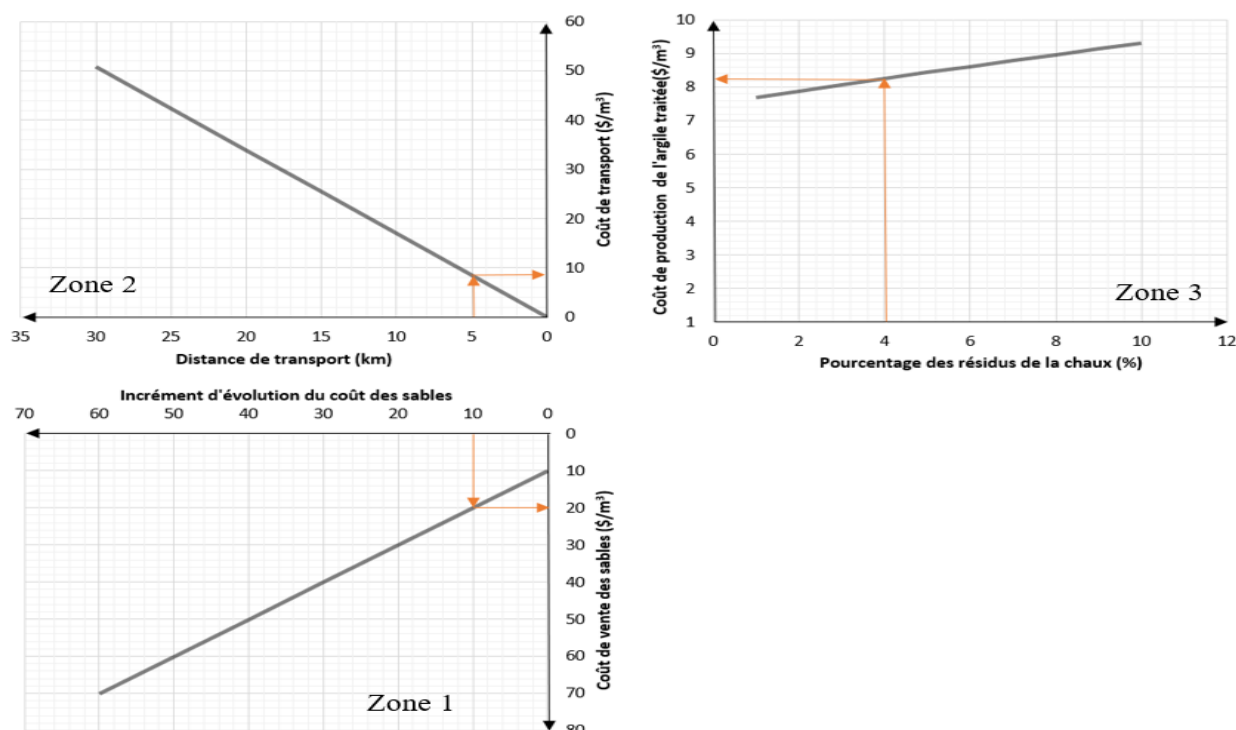 60
50
40
30
20
10
0
Coût de transport ($/m³)
Zone 2
35 30 25 20 15 10 5 0
Distance de transport (km)
10
9
8
7
6
5
4
3
2
1
Coût de production de l'argile traitée($/m³)
Zone 3
0 2 4 6 8 10 12
Pourcentage des résidus de la chaux (%)
Incrément d'évolution du coût des sables
70 60 50 40 30 20 10 0
0
10
20
30
40
50
60
70
80
Coût de vente des sables ($/m³)
Zone 1